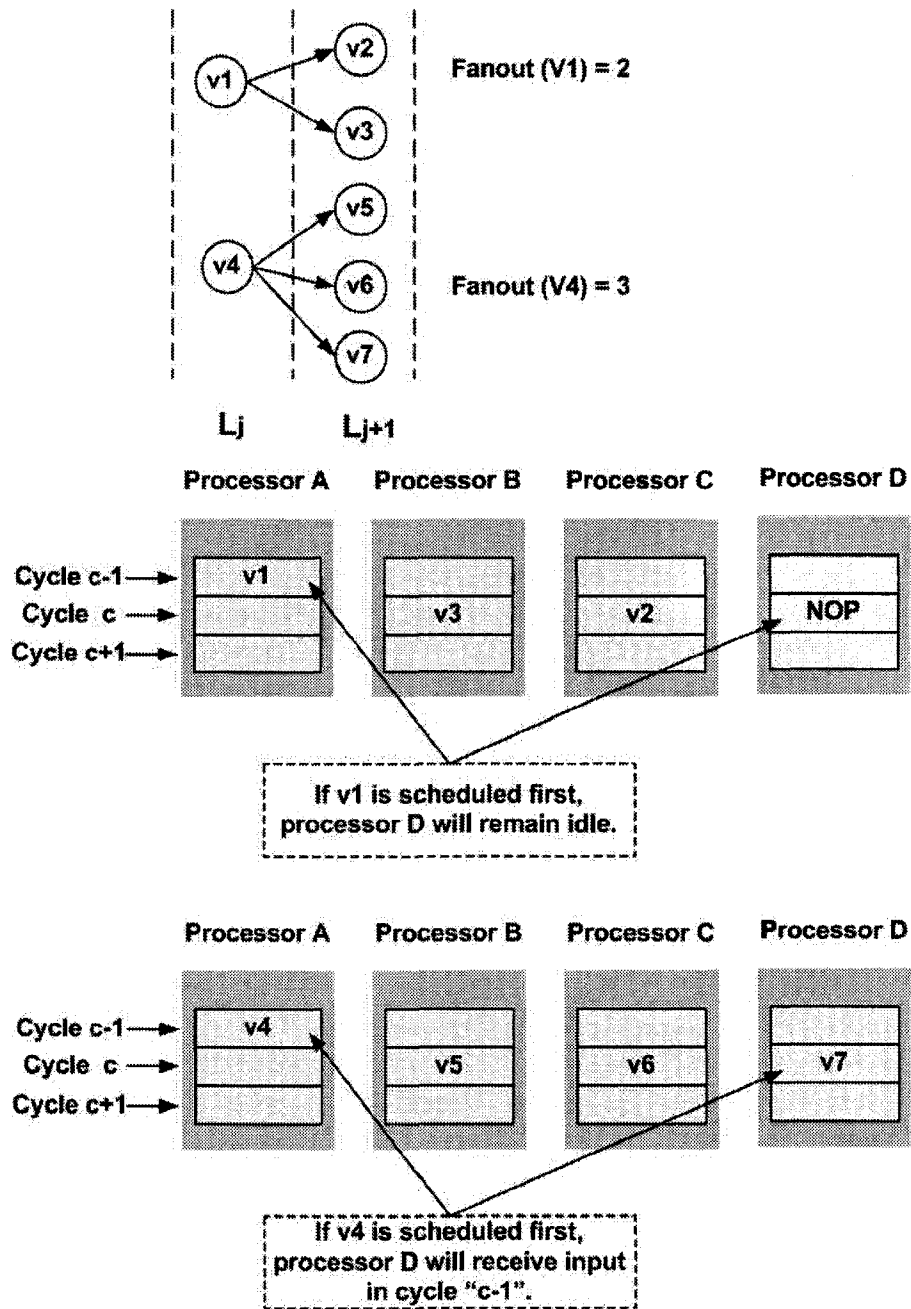 v2
v1
Fanout (V1) = 2
v3
v5
v4
v6
Fanout (V4) = 3
v7
Lj Lj+1
Processor A Processor B Processor C Processor D
Cycle c-1 v1
Cycle c v3 v2 NOP
Cycle c+1
If v1 is scheduled first,
processor D will remain idle.
Processor A Processor B Processor C Processor D
Cycle c-1 v4
Cycle c v5 v6 v7
Cycle c+1
If v4 is scheduled first,
processor D will receive input
in cycle “c-1”.